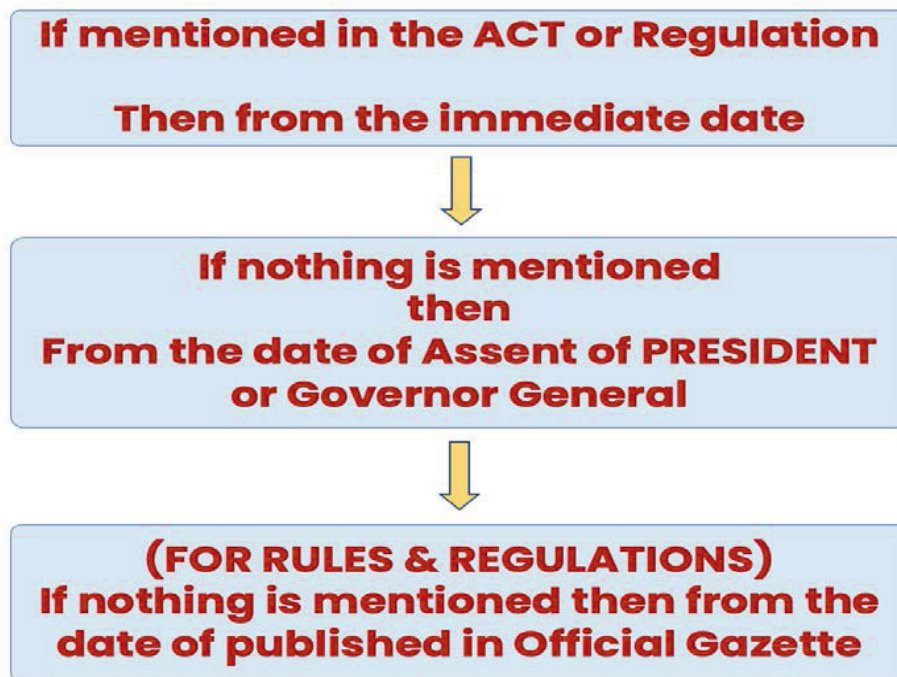 If mentioned in the ACT or Regulation
Then from the immediate date
If nothing is mentioned
then
From the date of Assent of PRESIDENT
or Governor General
(FOR RULES & REGULATIONS)
If nothing is mentioned then from the
date of published in Official Gazette